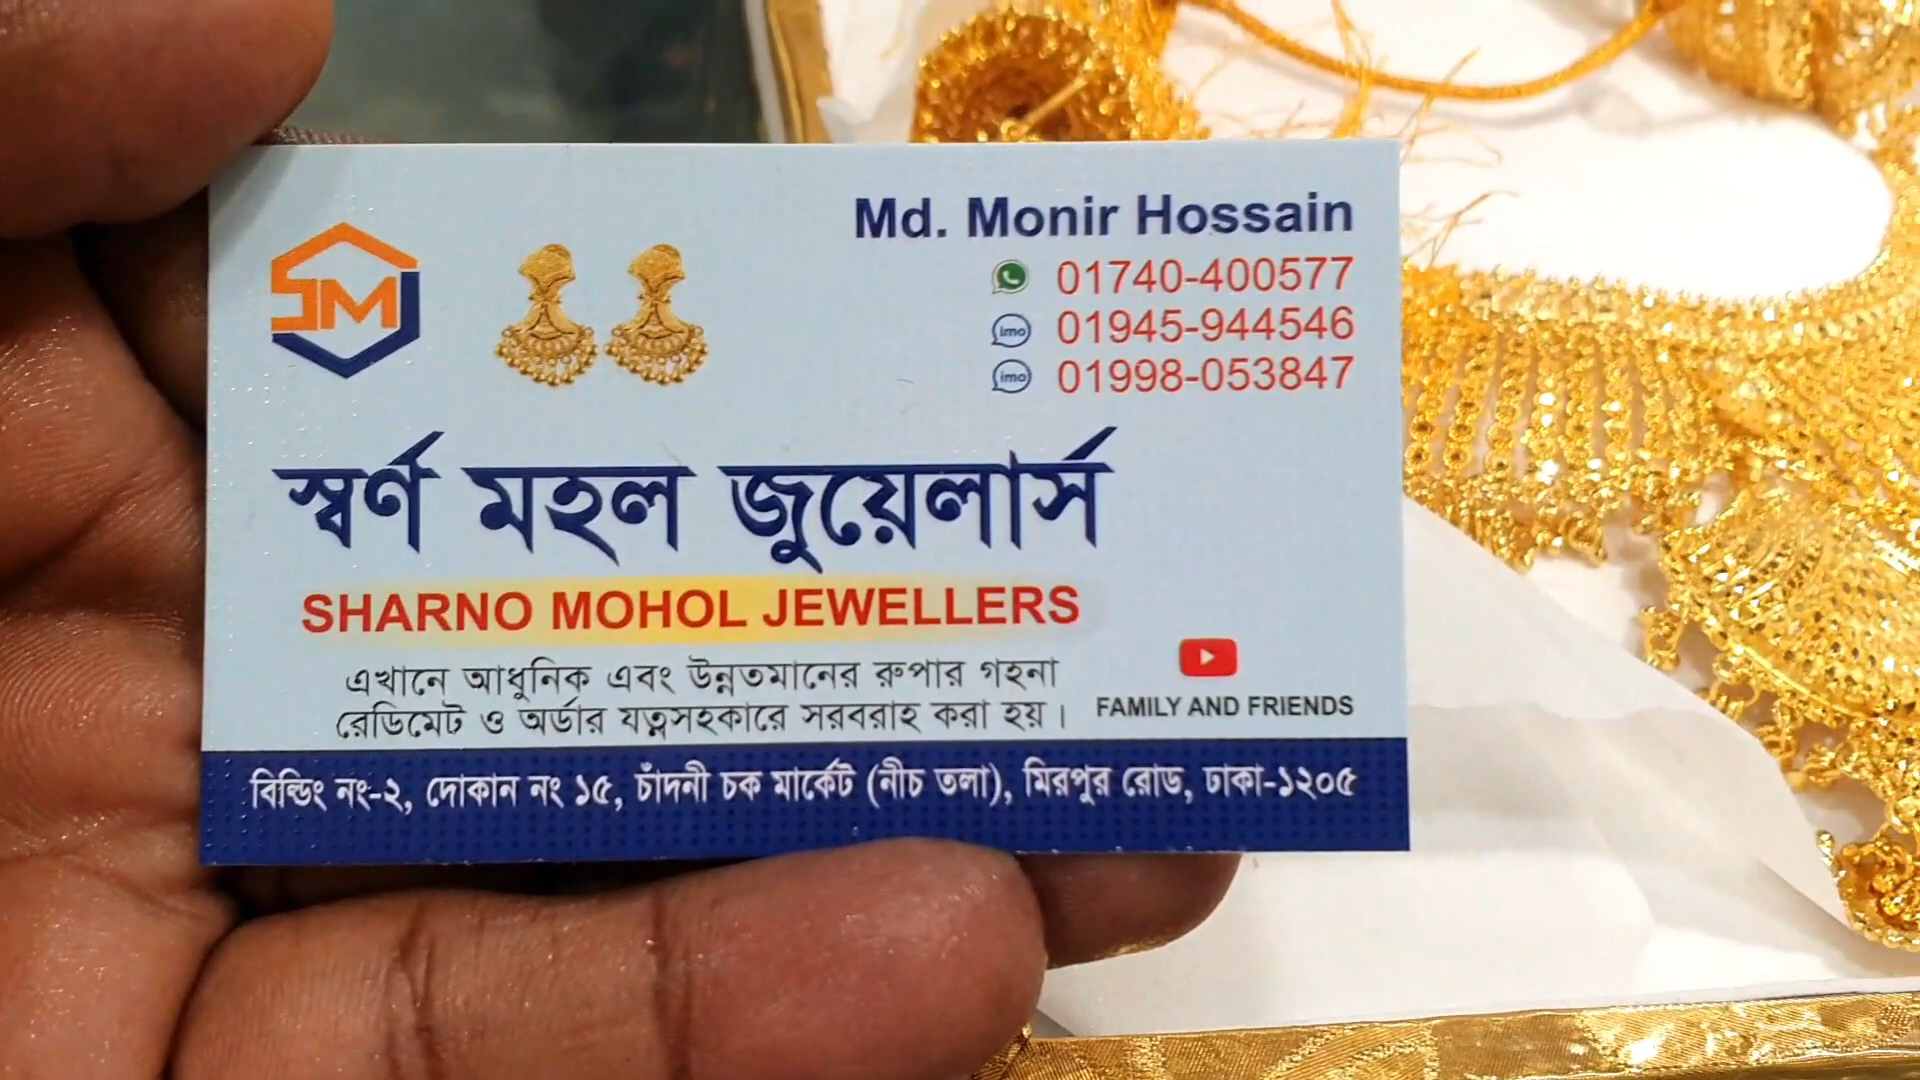 SM
Md. Monir Hossain
01740-400577
imo 01945-944546
imo 01998-053847
স্বর্ণ মহল জুয়েলার্স
SHARNO MOHOL JEWELLERS
এখানে আধুনিক এবং উন্নতমানের রুপার গহনা
রেডিমেট ও অর্ডার যত্নসহকারে সরবরাহ করা হয়।
FAMILY AND FRIENDS
বিল্ডিং নং-২, দোকান নং ১৫, চাঁদনী চক মার্কেট (নীচ তলা), মিরপুর রোড, ঢাকা-১২০৫